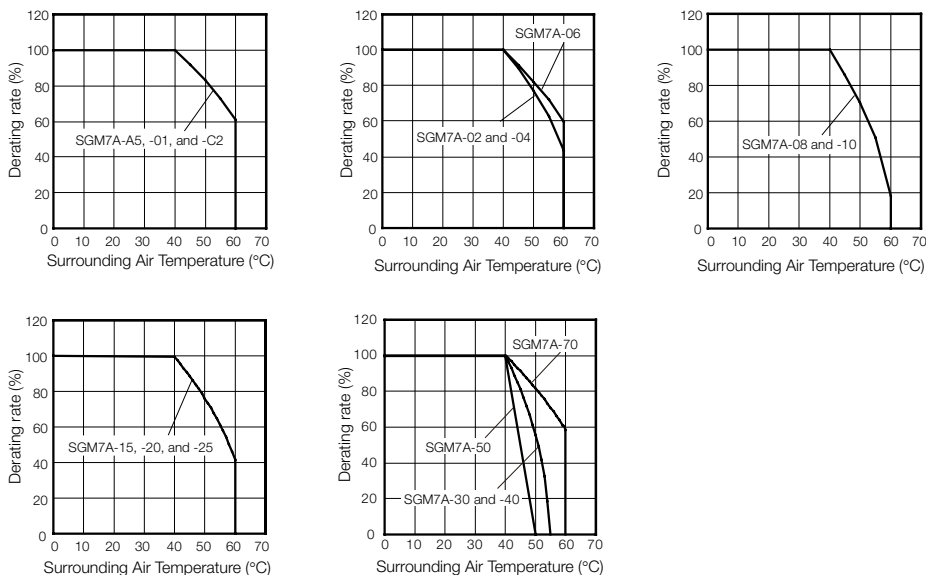 120
100
80
60
40
20
0
0 10 20 30 40 50 60 70
Derating rate (%)
SGM7A-A5, -01, and -C2
Surrounding Air Temperature (°C)
120
100
80
60
40
20
0
0 10 20 30 40 50 60 70
Derating rate (%)
SGM7A-06
SGM7A-02 and -04
Surrounding Air Temperature (°C)
120
100
80
60
40
20
0
0 10 20 30 40 50 60 70
Derating rate (%)
SGM7A-08 and -10
Surrounding Air Temperature (°C)
120
100
80
60
40
20
0
0 10 20 30 40 50 60 70
Derating rate (%)
SGM7A-15, -20, and -25
Surrounding Air Temperature (°C)
120
100
80
60
40
20
0
0 10 20 30 40 50 60 70
Derating rate (%)
SGM7A-70
SGM7A-50
SGM7A-30 and -40
Surrounding Air Temperature (°C)